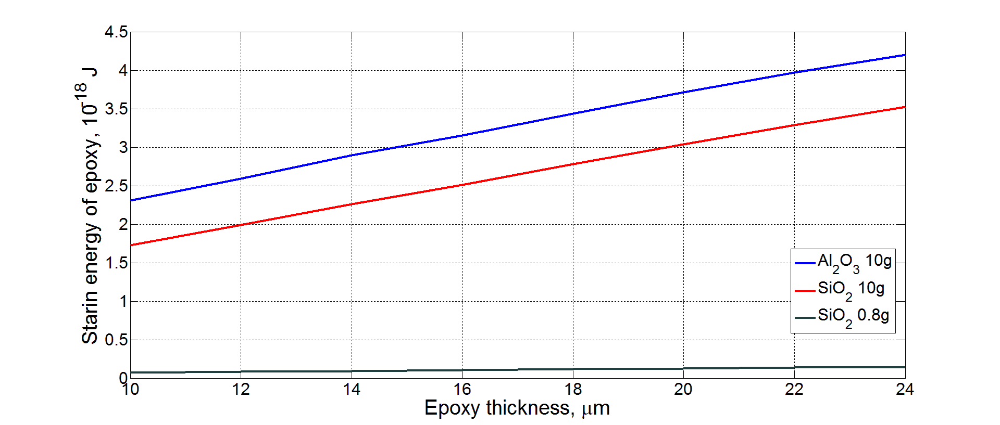 Starin energy of epoxy, 10⁻¹⁸ J
4.5
4
3.5
3
2.5
2
1.5
1
0.5
0
10 12 14 16 18 20 22 24
Epoxy thickness, μm
Al₂O₃ 10g
SiO₂ 10g
SiO₂ 0.8g